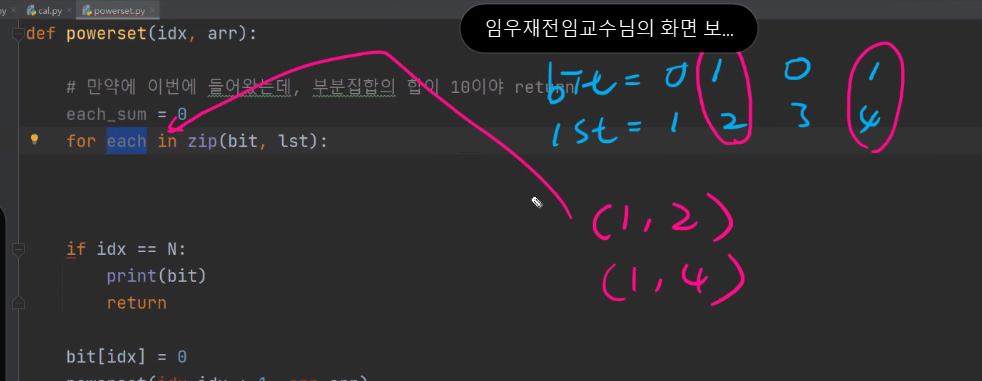 py cal.py powerset.py
임우재전임교수님의 화면 보...
def powerset(idx, arr):
# 만약에 이번에 들어왔는데, 부분집합의 합이 10이야 return
each_sum = 0
for each in zip(bit, lst):
if idx == N:
print(bit)
return
bit[idx] = 0
bit = 0 1 0 1
lst = 1 2 3 4
(1, 2)
(1, 4)